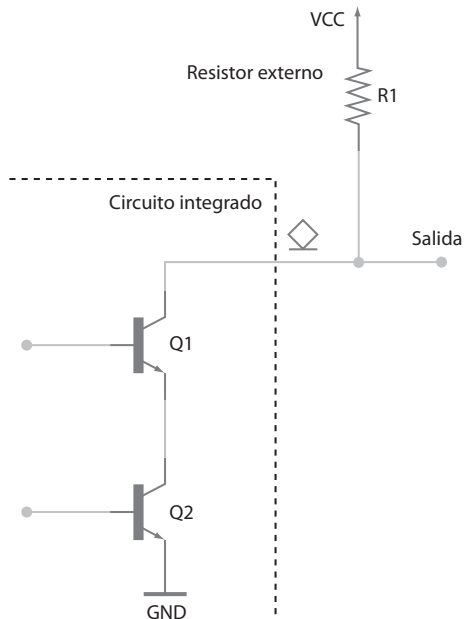 VCC
Resistor externo
R1
Circuito integrado
Salida
Q1
Q2
GND